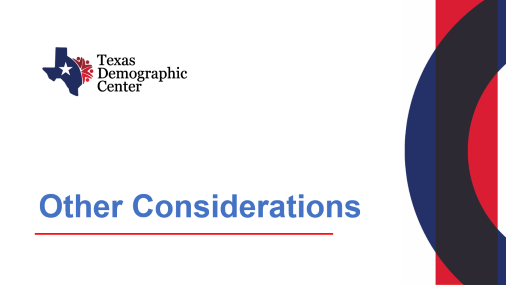 Texas
Demographic
Center
Other Considerations